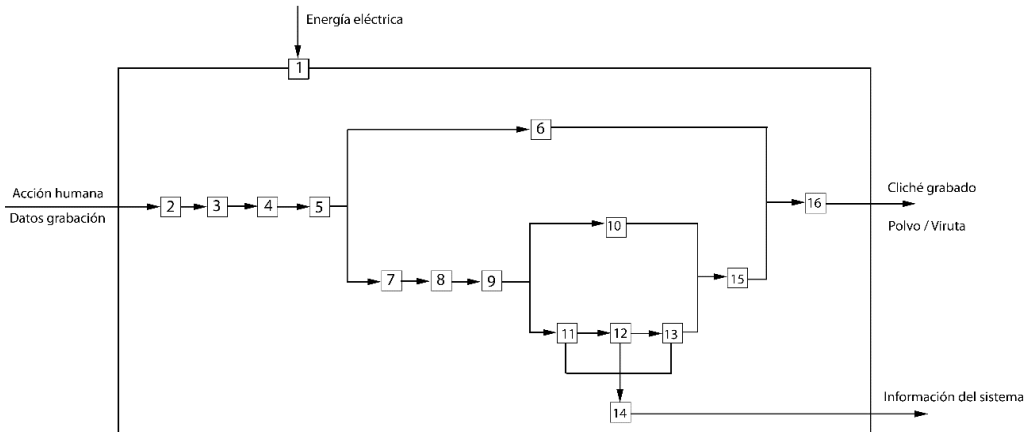 Energía eléctrica
1
6
Acción humana
Datos grabación
2
3
4
5
16
Cliché grabado
Polvo / Viruta
10
7
8
9
15
11
12
13
14
Información del sistema